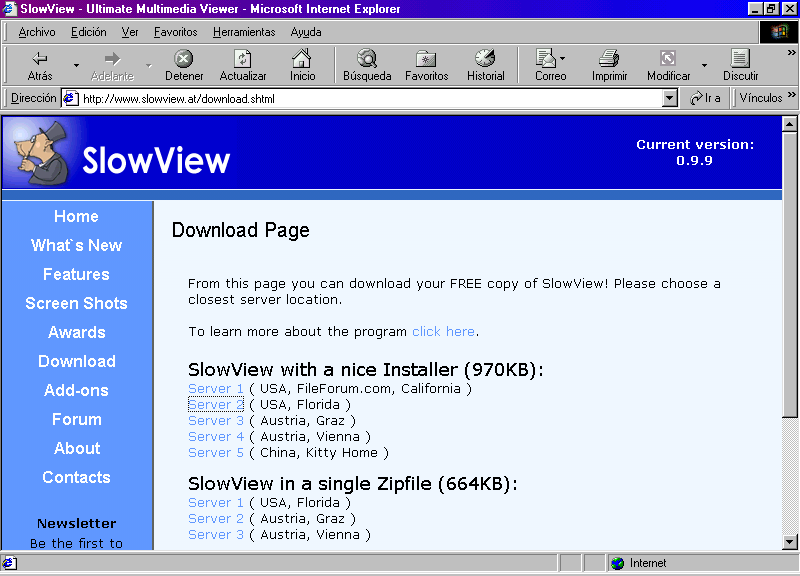 SlowView - Ultimate Multimedia Viewer - Microsoft Internet Explorer
Archivo Edición Ver Favoritos Herramientas Ayuda
Atrás Adelante Detener Actualizar Inicio Búsqueda Favoritos Historial Correo Imprimir Modificar Discutir
Dirección http://www.slowview.at/download.shtml Ir a Vínculos
SlowView
Current version:
0.9.9
Home
What`s New
Features
Screen Shots
Awards
Download
Add-ons
Forum
About
Contacts
Newsletter
Be the first to
Download Page
From this page you can download your FREE copy of SlowView! Please choose a
closest server location.
To learn more about the program click here.
SlowView with a nice Installer (970KB):
Server 1 ( USA, FileForum.com, California )
Server 2 ( USA, Florida )
Server 3 ( Austria, Graz )
Server 4 ( Austria, Vienna )
Server 5 ( China, Kitty Home )
SlowView in a single Zipfile (664KB):
Server 1 ( USA, Florida )
Server 2 ( Austria, Graz )
Server 3 ( Austria, Vienna )
Internet